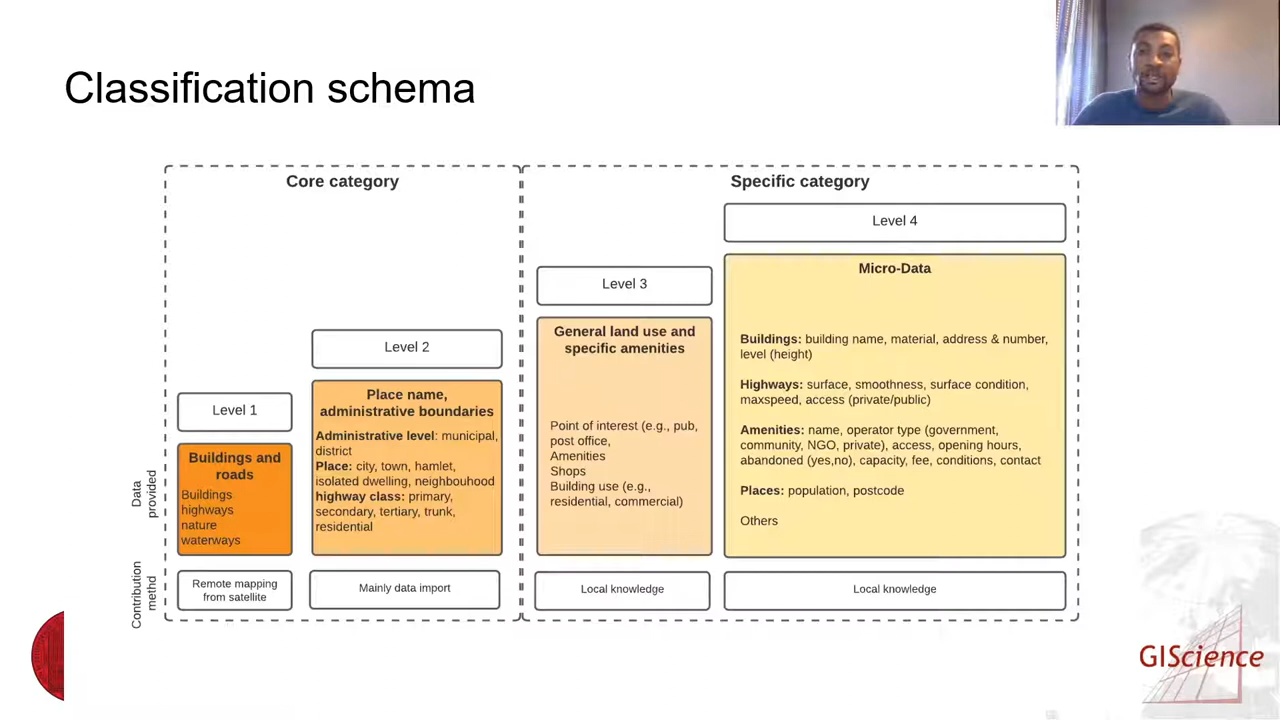 Classification schema
Core category
Specific category
Level 4
Micro-Data
Buildings: building name, material, address & number,
level (height)
Highways: surface, smoothness, surface condition,
maxspeed, access (private/public)
Amenities: name, operator type (government,
community, NGO, private), access, opening hours,
abandoned (yes,no), capacity, fee, conditions, contact
Places: population, postcode
Others
Level 3
General land use and
specific amenities
Point of interest (e.g., pub,
post office,
Amenities
Shops
Building use (e.g.,
residential, commercial)
Level 2
Place name,
administrative boundaries
Administrative level: municipal,
district
Place: city, town, hamlet,
isolated dwelling, neighbouhood
highway class: primary,
secondary, tertiary, trunk,
residential
Level 1
Buildings and
roads
Buildings
highways
nature
waterways
Data
provided
Contribution
methd
Remote mapping
from satellite
Mainly data import
Local knowledge
Local knowledge
GIScience